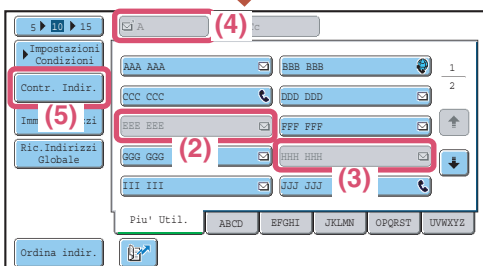 5 10 15
A (4) c
Impostazioni
Condizioni
AAA AAA BBB BBB 1
Contr. Indir. 2
CCC CCC DDD DDD
(5)
Imm zi
EEE EEE FFF FFF
(2)
Ric.Indirizzi
Globale
GGG GGG HHH HHH
(3)
III III JJJ JJJ
Piu' Util. ABCD EFGHI JKLMN OPQRST UVWXYZ
Ordina indir.